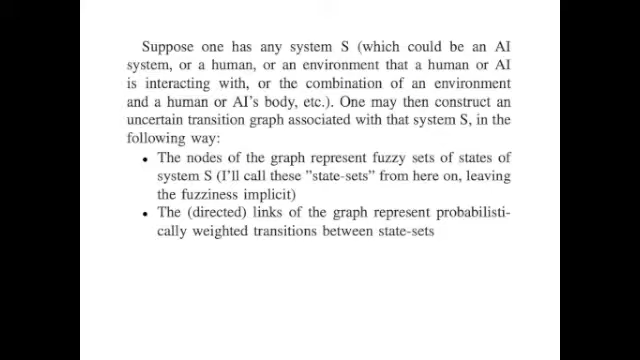 Suppose one has any system S (which could be an AI
system, or a human, or an environment that a human or AI
is interacting with, or the combination of an environment
and a human or AI's body, etc.). One may then construct an
uncertain transition graph associated with that system S, in the
following way:
• The nodes of the graph represent fuzzy sets of states of
system S (I'll call these "state-sets" from here on, leaving
the fuzziness implicit)
• The (directed) links of the graph represent probabilisti-
cally weighted transitions between state-sets